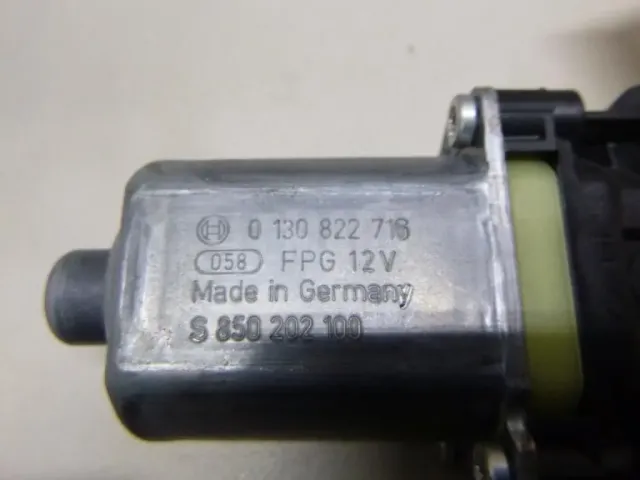 0 130 822 716
058 FPG 12V
Made in Germany
S 850 202 100